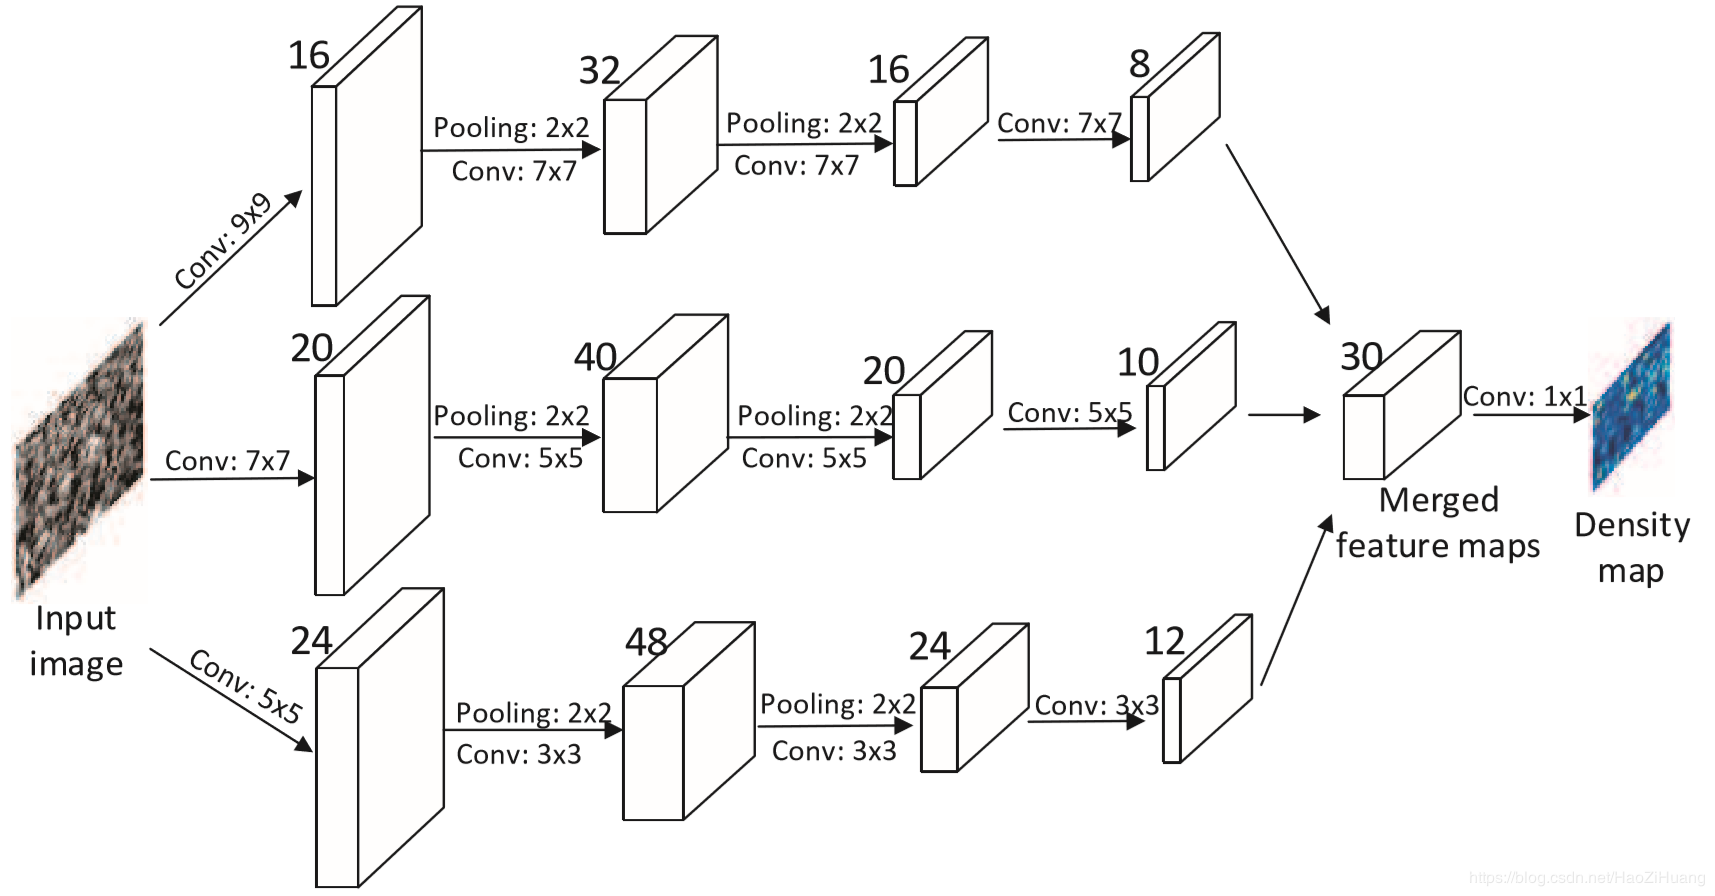 16
32
16
8
Pooling: 2x2
Conv: 7x7
Pooling: 2x2
Conv: 7x7
Conv: 7x7
Conv: 9x9
20
40
20
10
30
Conv: 7x7
Pooling: 2x2
Conv: 5x5
Pooling: 2x2
Conv: 5x5
Conv: 5x5
Conv: 1x1
Merged
feature maps
Density
map
Input
image
24
48
24
12
Conv: 5x5
Pooling: 2x2
Conv: 3x3
Pooling: 2x2
Conv: 3x3
Conv: 3x3
https://blog.csdn.net/HaoZiHuang